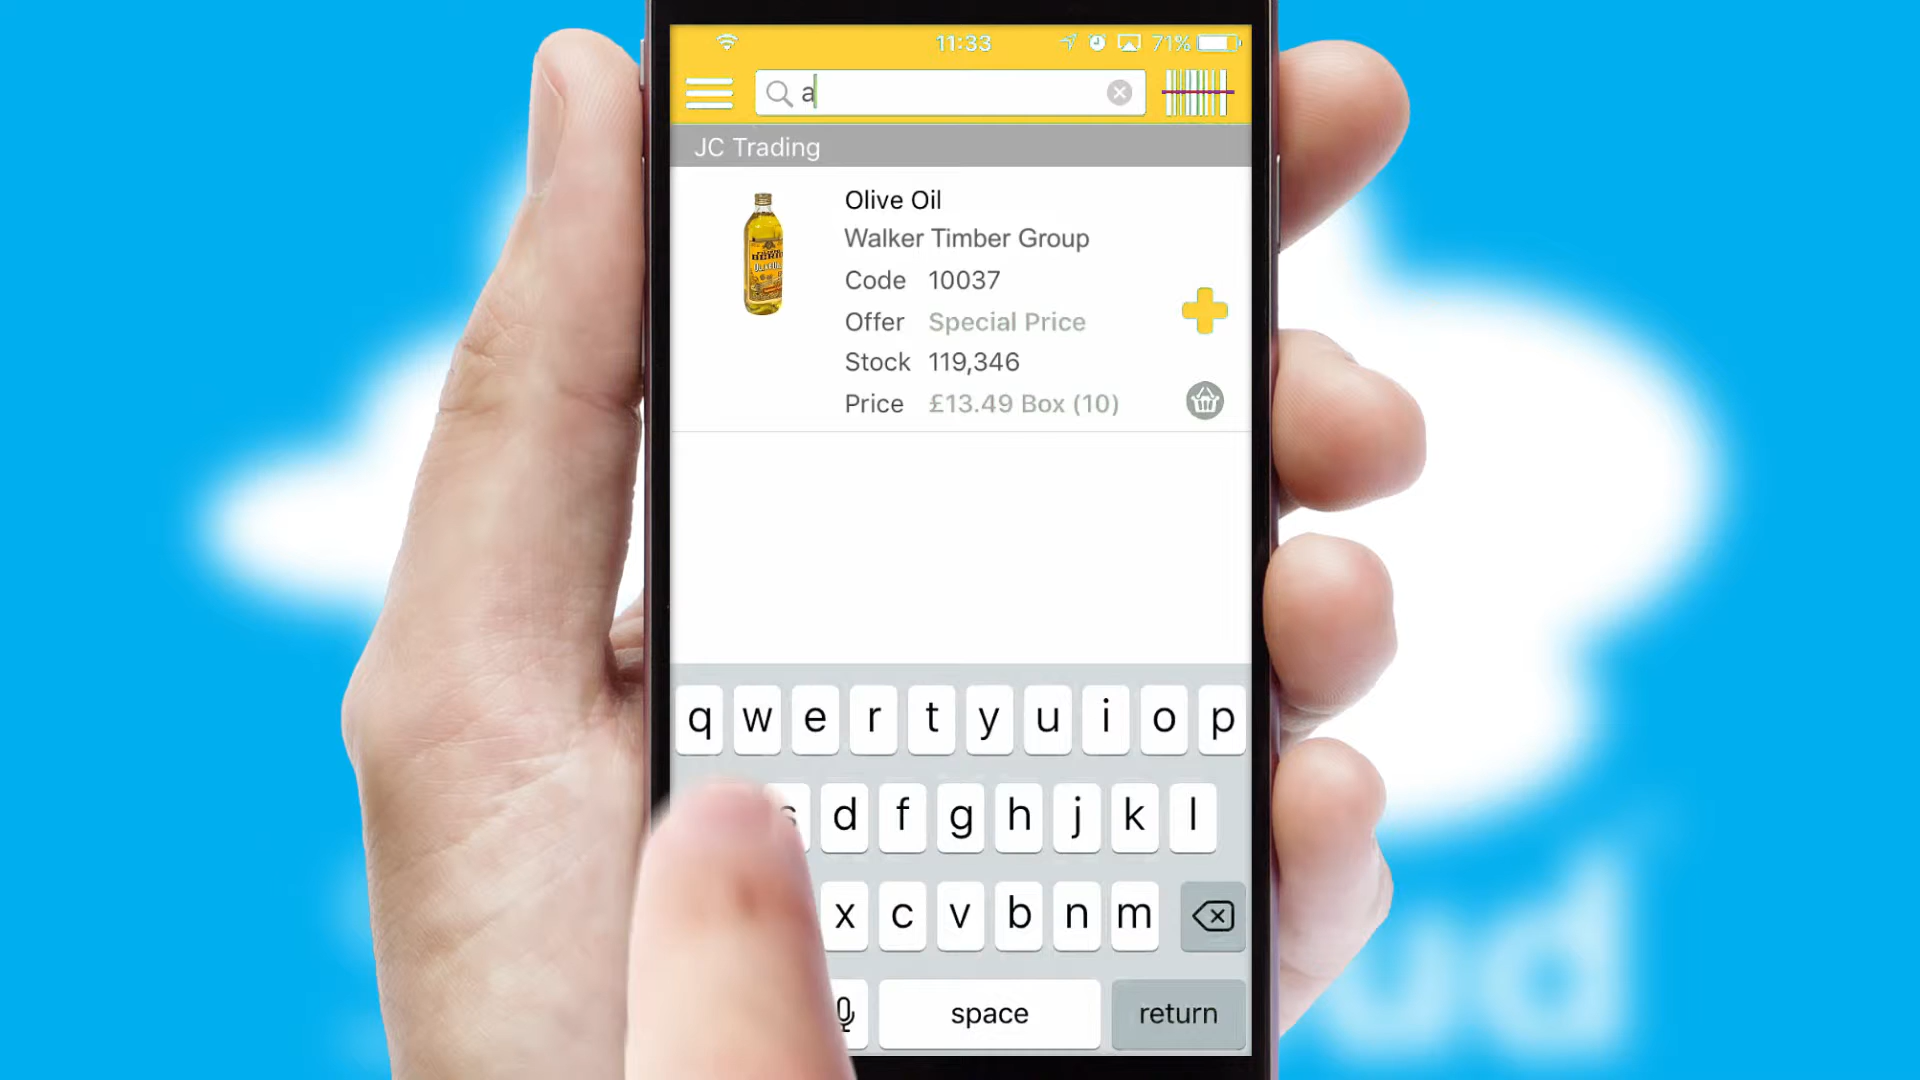 11:33
71%
a
JC Trading
Olive Oil
Walker Timber Group
Code 10037
Offer Special Price
Stock 119,346
Price £13.49 Box (10)
q w e r t y u i o p
s d f g h j k l
x c v b n m
space return
ud